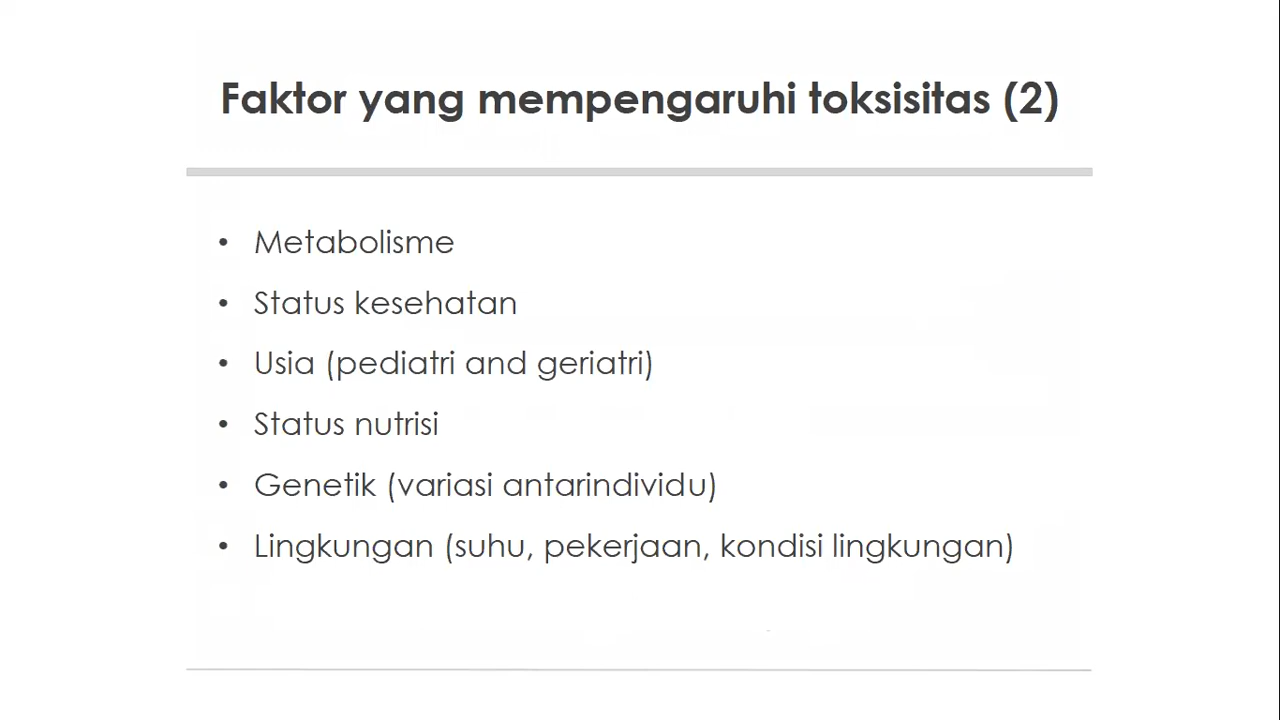 Faktor yang mempengaruhi toksisitas (2)
• Metabolisme
• Status kesehatan
• Usia (pediatri and geriatri)
• Status nutrisi
• Genetik (variasi antarindividu)
• Lingkungan (suhu, pekerjaan, kondisi lingkungan)